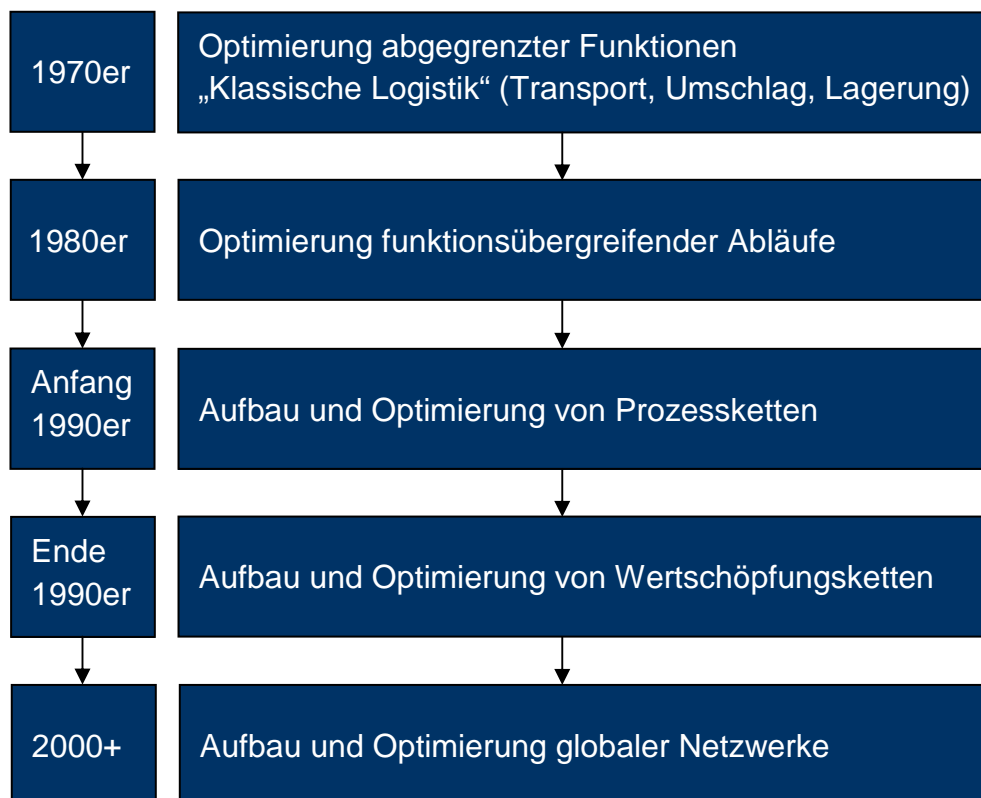 1970er
Optimierung abgegrenzter Funktionen
„Klassische Logistik“ (Transport, Umschlag, Lagerung)
1980er
Optimierung funktionsübergreifender Abläufe
Anfang
1990er
Aufbau und Optimierung von Prozessketten
Ende
1990er
Aufbau und Optimierung von Wertschöpfungsketten
2000+
Aufbau und Optimierung globaler Netzwerke